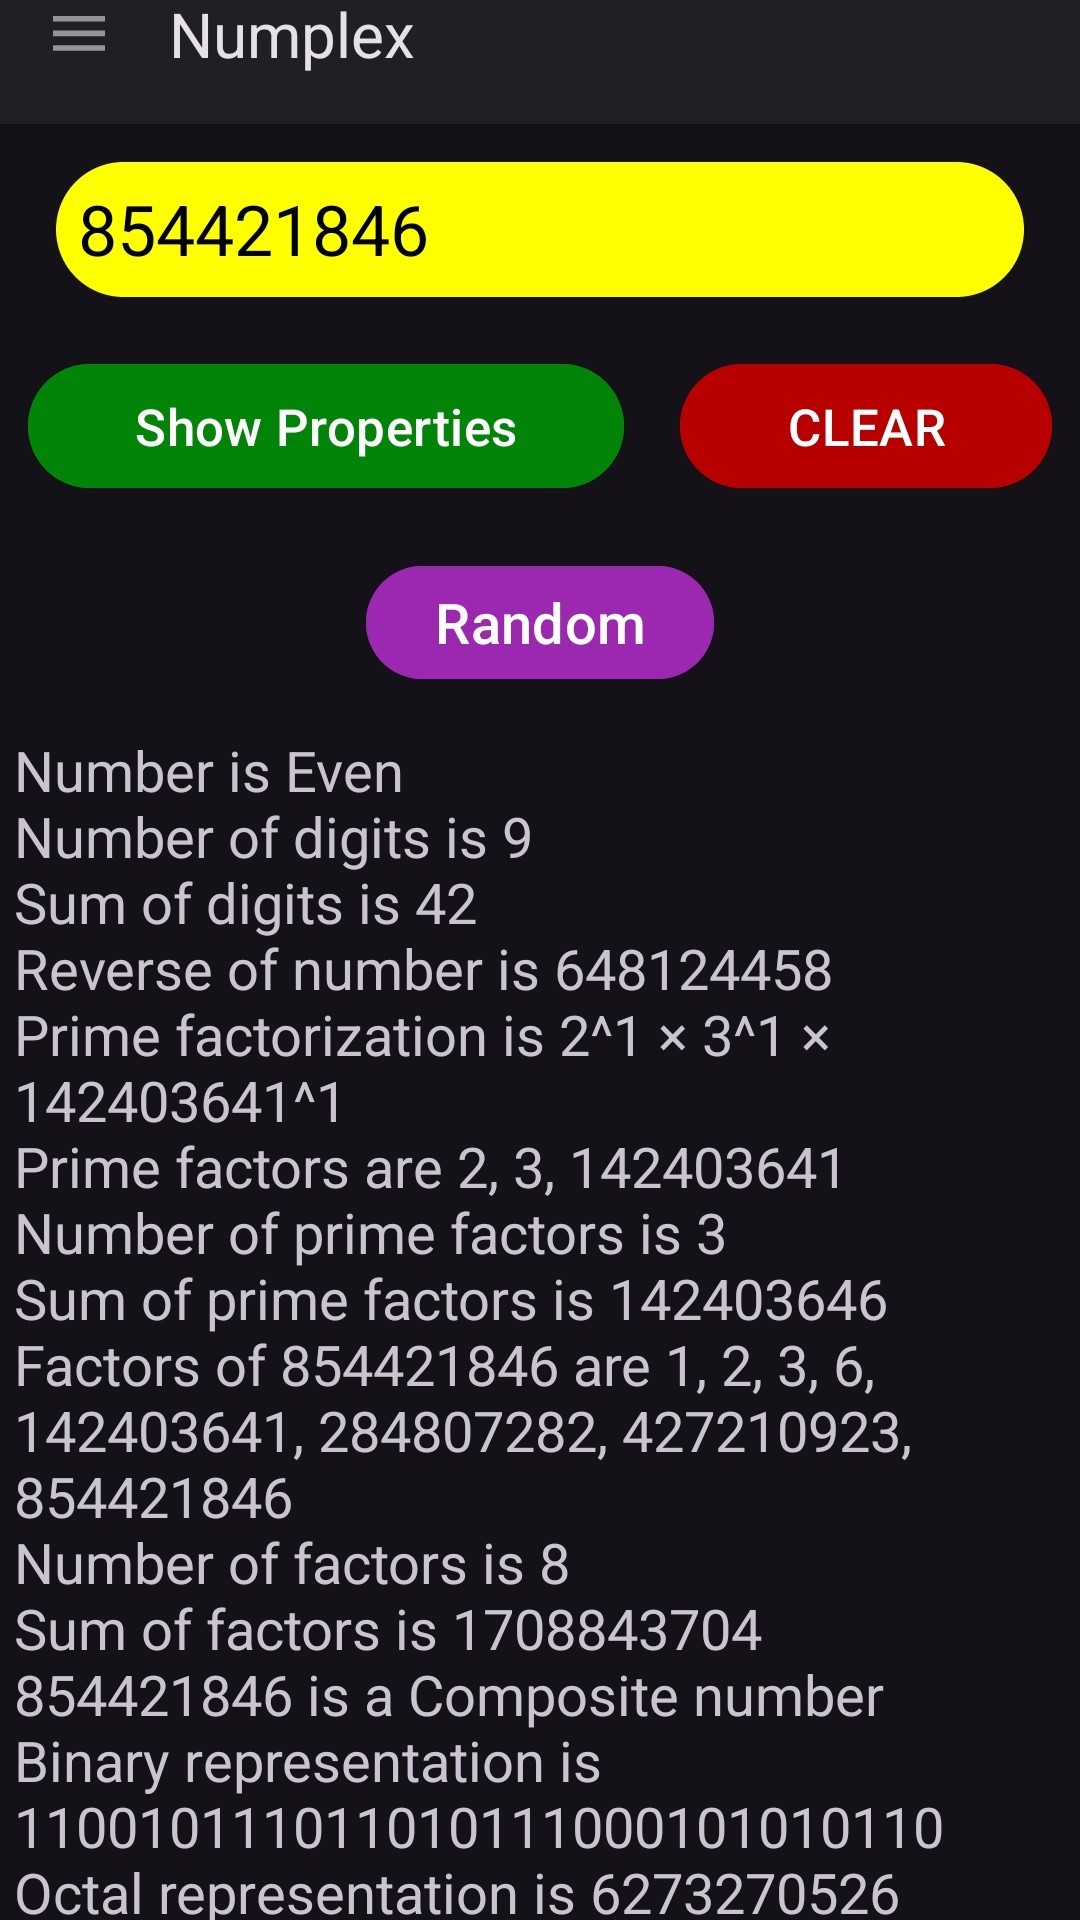 Numplex
854421846
Show Properties
CLEAR
Random
Number is Even
Number of digits is 9
Sum of digits is 42
Reverse of number is 648124458
Prime factorization is 2^1 × 3^1 ×
142403641^1
Prime factors are 2, 3, 142403641
Number of prime factors is 3
Sum of prime factors is 142403646
Factors of 854421846 are 1, 2, 3, 6,
142403641, 284807282, 427210923,
854421846
Number of factors is 8
Sum of factors is 1708843704
854421846 is a Composite number
Binary representation is
110010111011010111000101010110
Octal representation is 6273270526